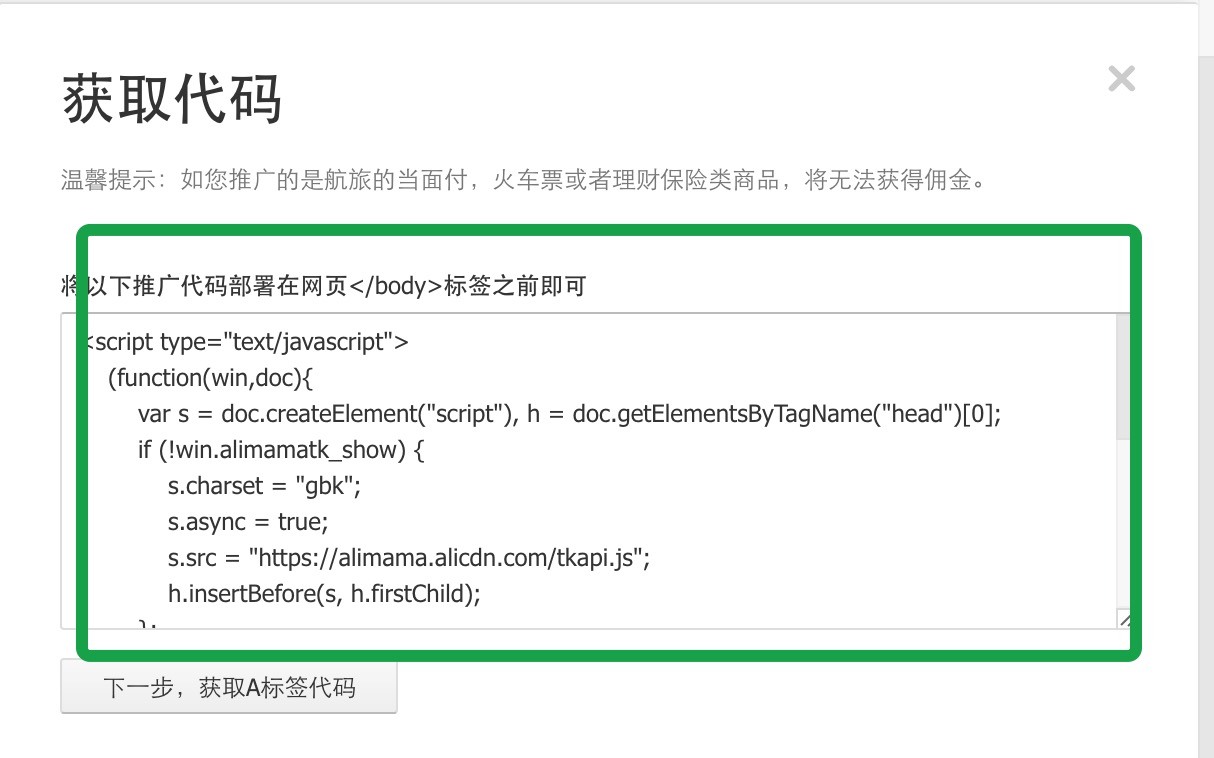 获取代码
温馨提示：如您推广的是航旅的当面付，火车票或者理财保险类商品，将无法获得佣金。
将以下推广代码部署在网页</body>标签之前即可
<script type="text/javascript">
(function(win,doc){
var s = doc.createElement("script"), h = doc.getElementsByTagName("head")[0];
if (!win.alimamatk_show) {
s.charset = "gbk";
s.async = true;
s.src = "https://alimama.alicdn.com/tkapi.js";
h.insertBefore(s, h.firstChild);
};
下一步，获取A标签代码